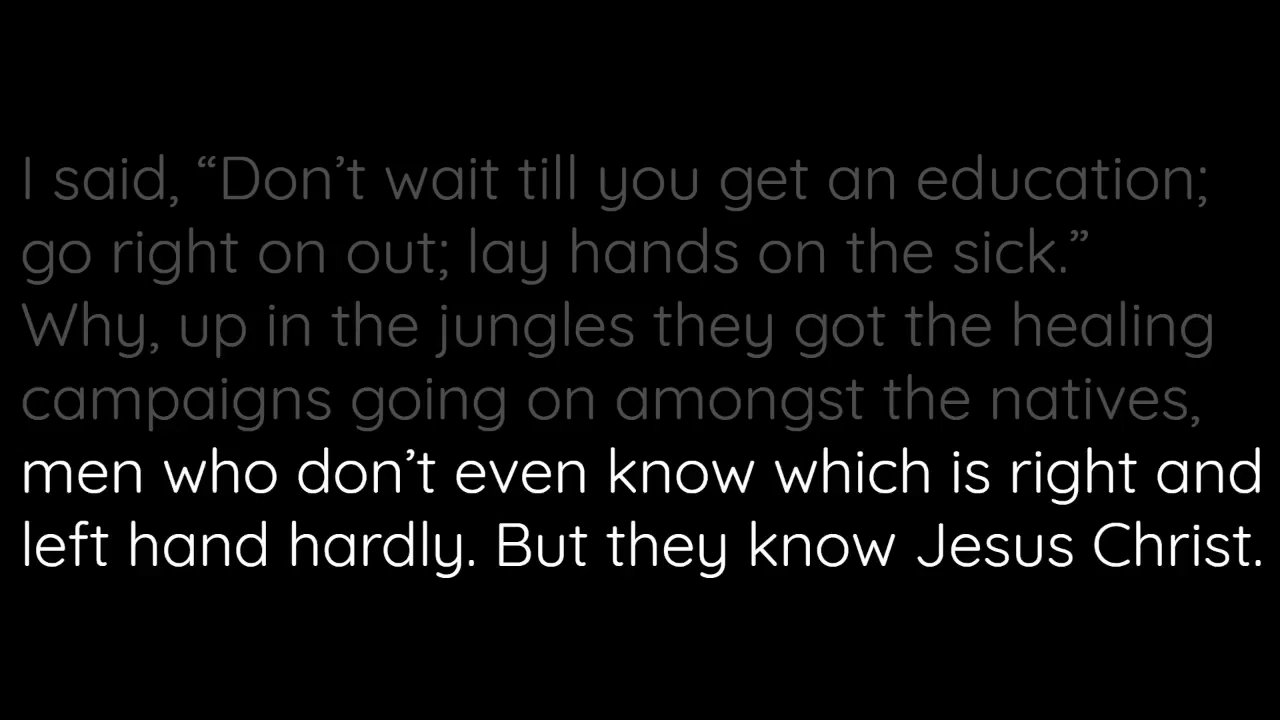 I said, “Don’t wait till you get an education;
go right on out; lay hands on the sick.”
Why, up in the jungles they got the healing
campaigns going on amongst the natives,
men who don’t even know which is right and
left hand hardly. But they know Jesus Christ.